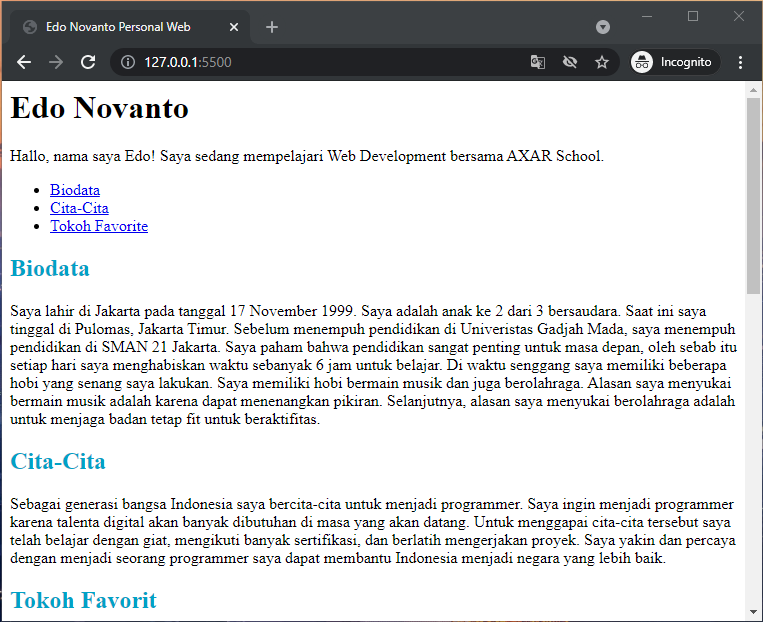 Edo Novanto Personal Web
127.0.0.1:5500
Incognito
Edo Novanto
Hallo, nama saya Edo! Saya sedang mempelajari Web Development bersama AXAR School.
Biodata
Cita-Cita
Tokoh Favorite
Biodata
Saya lahir di Jakarta pada tanggal 17 November 1999. Saya adalah anak ke 2 dari 3 bersaudara. Saat ini saya
tinggal di Pulomas, Jakarta Timur. Sebelum menempuh pendidikan di Univeristas Gadjah Mada, saya menempuh
pendidikan di SMAN 21 Jakarta. Saya paham bahwa pendidikan sangat penting untuk masa depan, oleh sebab itu
setiap hari saya menghabiskan waktu sebanyak 6 jam untuk belajar. Di waktu senggang saya memiliki beberapa
hobi yang senang saya lakukan. Saya memiliki hobi bermain musik dan juga berolahraga. Alasan saya menyukai
bermain musik adalah karena dapat menenangkan pikiran. Selanjutnya, alasan saya menyukai berolahraga adalah
untuk menjaga badan tetap fit untuk beraktifitas.
Cita-Cita
Sebagai generasi bangsa Indonesia saya bercita-cita untuk menjadi programmer. Saya ingin menjadi programmer
karena talenta digital akan banyak dibutuhan di masa yang akan datang. Untuk menggapai cita-cita tersebut saya
telah belajar dengan giat, mengikuti banyak sertifikasi, dan berlatih mengerjakan proyek. Saya yakin dan percaya
dengan menjadi seorang programmer saya dapat membantu Indonesia menjadi negara yang lebih baik.
Tokoh Favorit